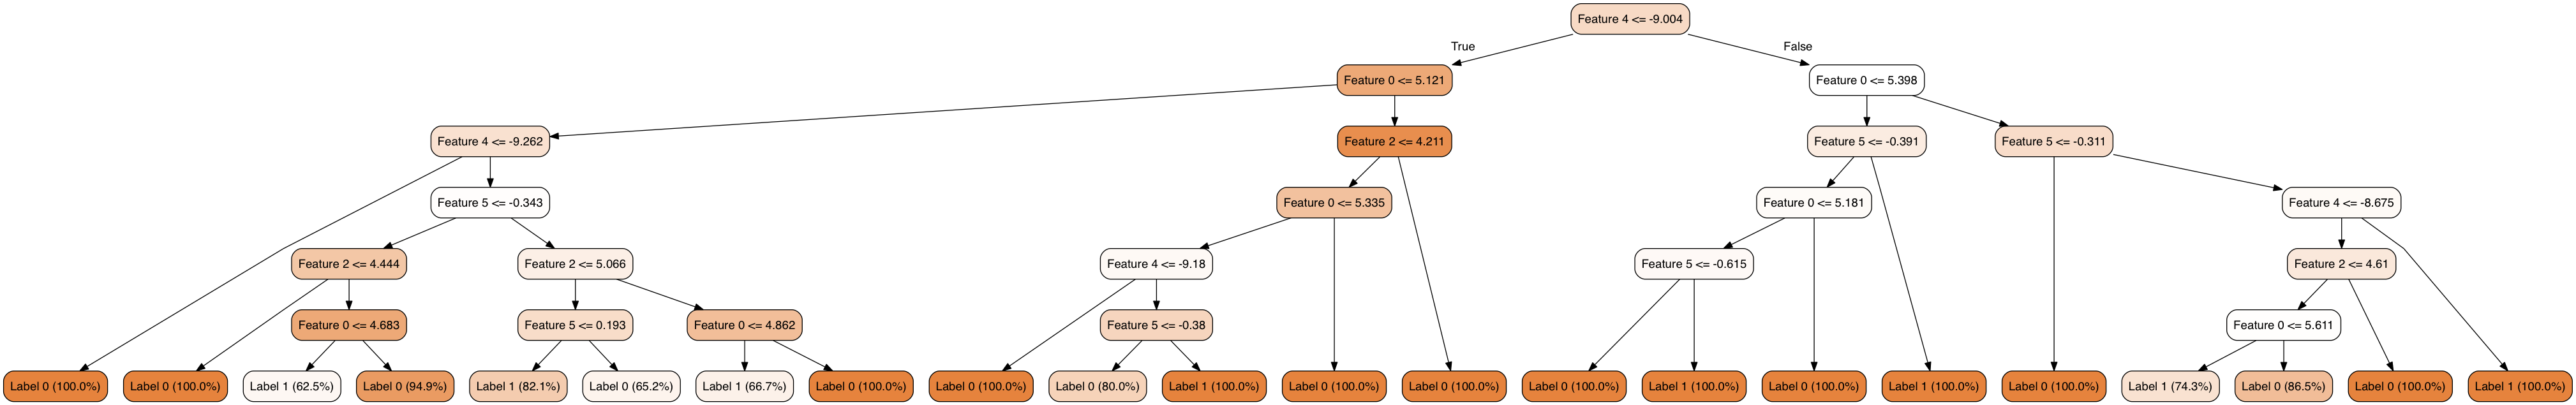 Feature 4 <= -9.004
True
False
Feature 0 <= 5.121
Feature 0 <= 5.398
Feature 4 <= -9.262
Feature 2 <= 4.211
Feature 5 <= -0.391
Feature 5 <= -0.311
Feature 5 <= -0.343
Feature 0 <= 5.335
Feature 0 <= 5.181
Feature 4 <= -8.675
Feature 2 <= 4.444
Feature 2 <= 5.066
Feature 4 <= -9.18
Feature 5 <= -0.615
Feature 2 <= 4.61
Feature 0 <= 4.683
Feature 5 <= 0.193
Feature 0 <= 4.862
Feature 5 <= -0.38
Feature 0 <= 5.611
Label 0 (100.0%)
Label 0 (100.0%)
Label 1 (62.5%)
Label 0 (94.9%)
Label 1 (82.1%)
Label 0 (65.2%)
Label 1 (66.7%)
Label 0 (100.0%)
Label 0 (100.0%)
Label 0 (80.0%)
Label 1 (100.0%)
Label 0 (100.0%)
Label 0 (100.0%)
Label 0 (100.0%)
Label 1 (100.0%)
Label 0 (100.0%)
Label 1 (100.0%)
Label 0 (100.0%)
Label 1 (74.3%)
Label 0 (86.5%)
Label 0 (100.0%)
Label 1 (100.0%)